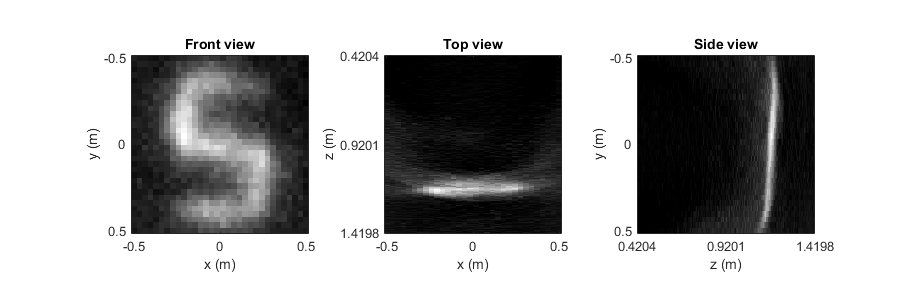 Front view Top view Side view
-0.5 0.4204 -0.5
y (m) 0 z (m) 0.9201 y (m) 0
S
0.5 1.4198 0.5
-0.5 0 0.5 -0.5 0 0.5 0.4204 0.9201 1.4198
x (m) x (m) z (m)